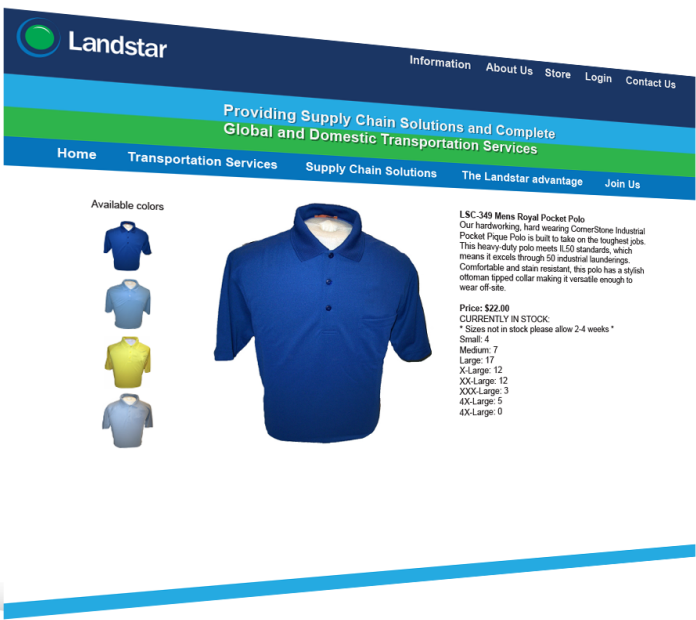 Landstar
Information About Us Store Login Contact Us
Providing Supply Chain Solutions and Complete
Global and Domestic Transportation Services
Home Transportation Services Supply Chain Solutions The Landstar advantage Join Us
Available colors
LSC-349 Mens Royal Pocket Polo
Our hardworking, hard wearing CornerStone Industrial
Pocket Pique Polo is built to take on the toughest jobs.
This heavy-duty polo meets IL50 standards, which
means it excels through 50 industrial launderings.
Comfortable and stain resistant, this polo has a stylish
ottoman tipped collar making it versatile enough to
wear off-site.
Price: $22.00
CURRENTLY IN STOCK:
* Sizes not in stock please allow 2-4 weeks *
Small: 4
Medium: 7
Large: 17
X-Large: 12
XX-Large: 12
XXX-Large: 3
4X-Large: 5
4X-Large: 0